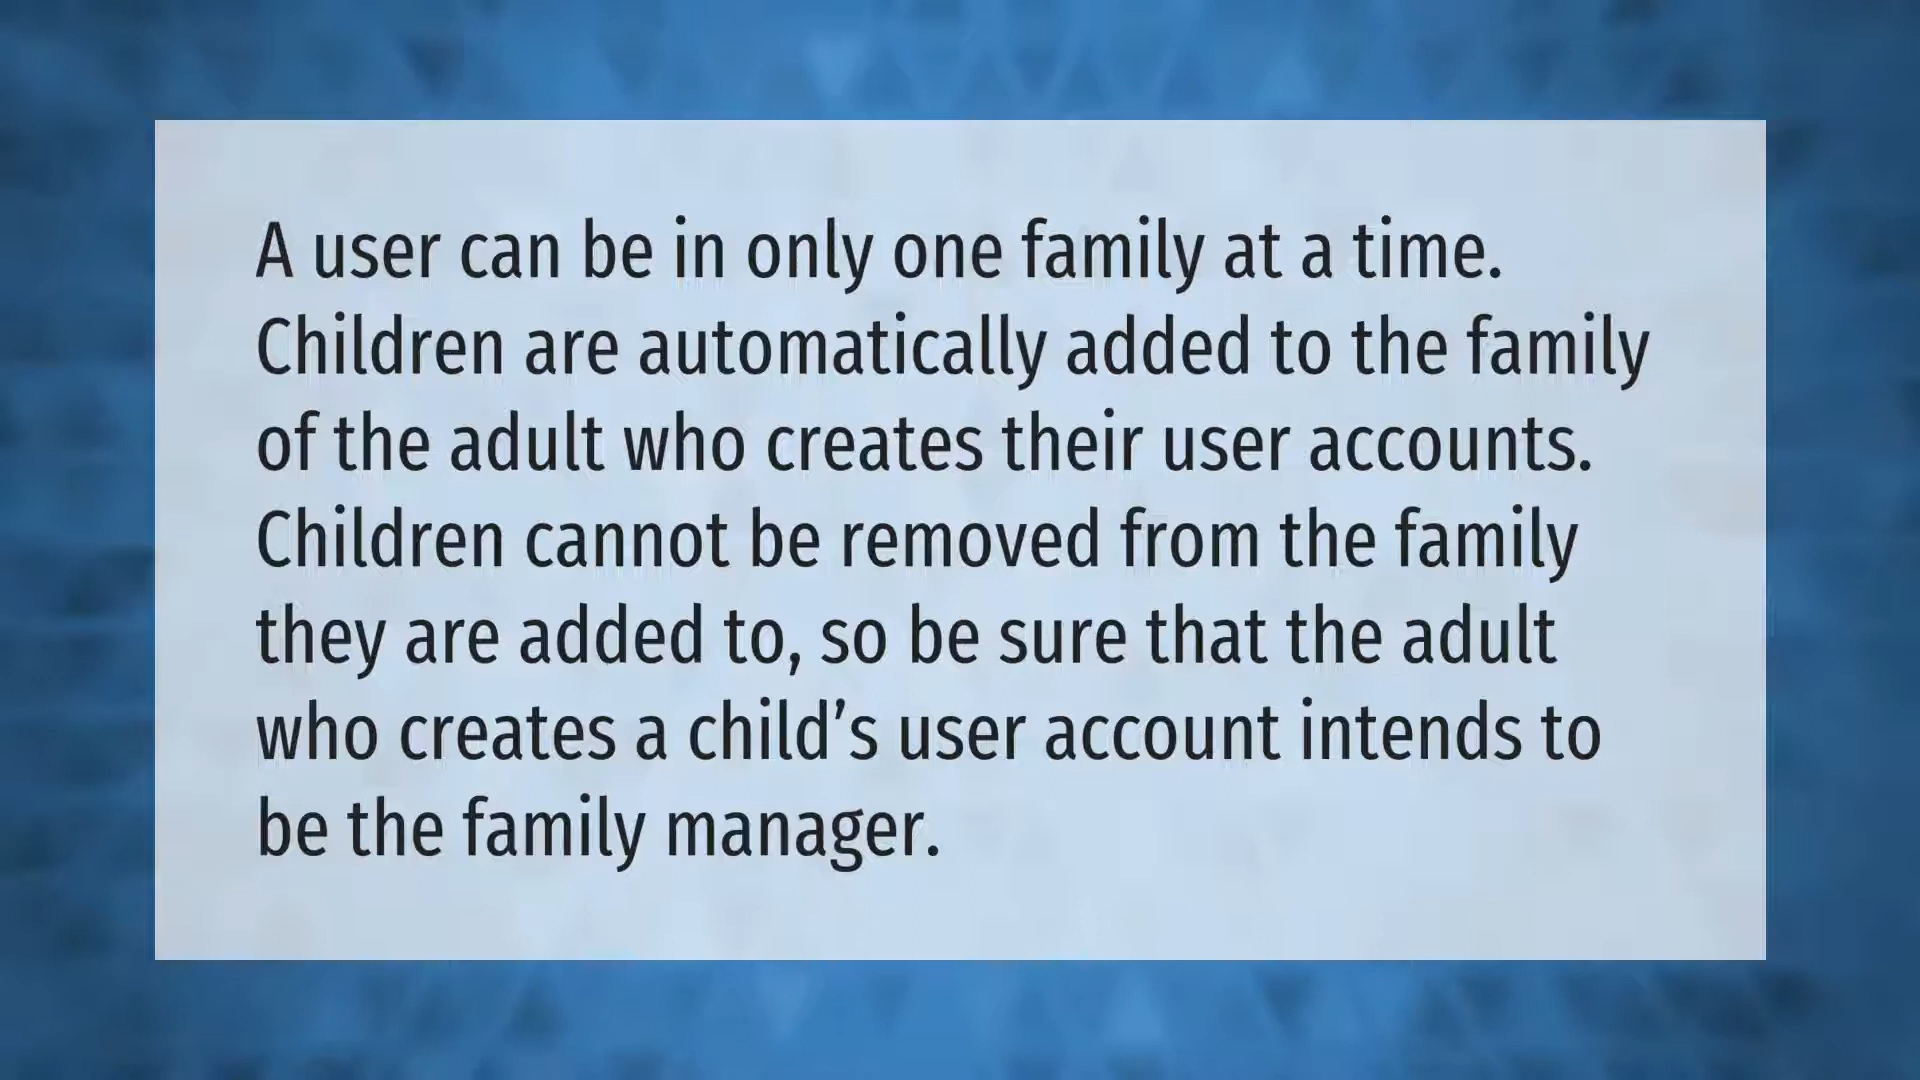 A user can be in only one family at a time.
Children are automatically added to the family
of the adult who creates their user accounts.
Children cannot be removed from the family
they are added to, so be sure that the adult
who creates a child’s user account intends to
be the family manager.